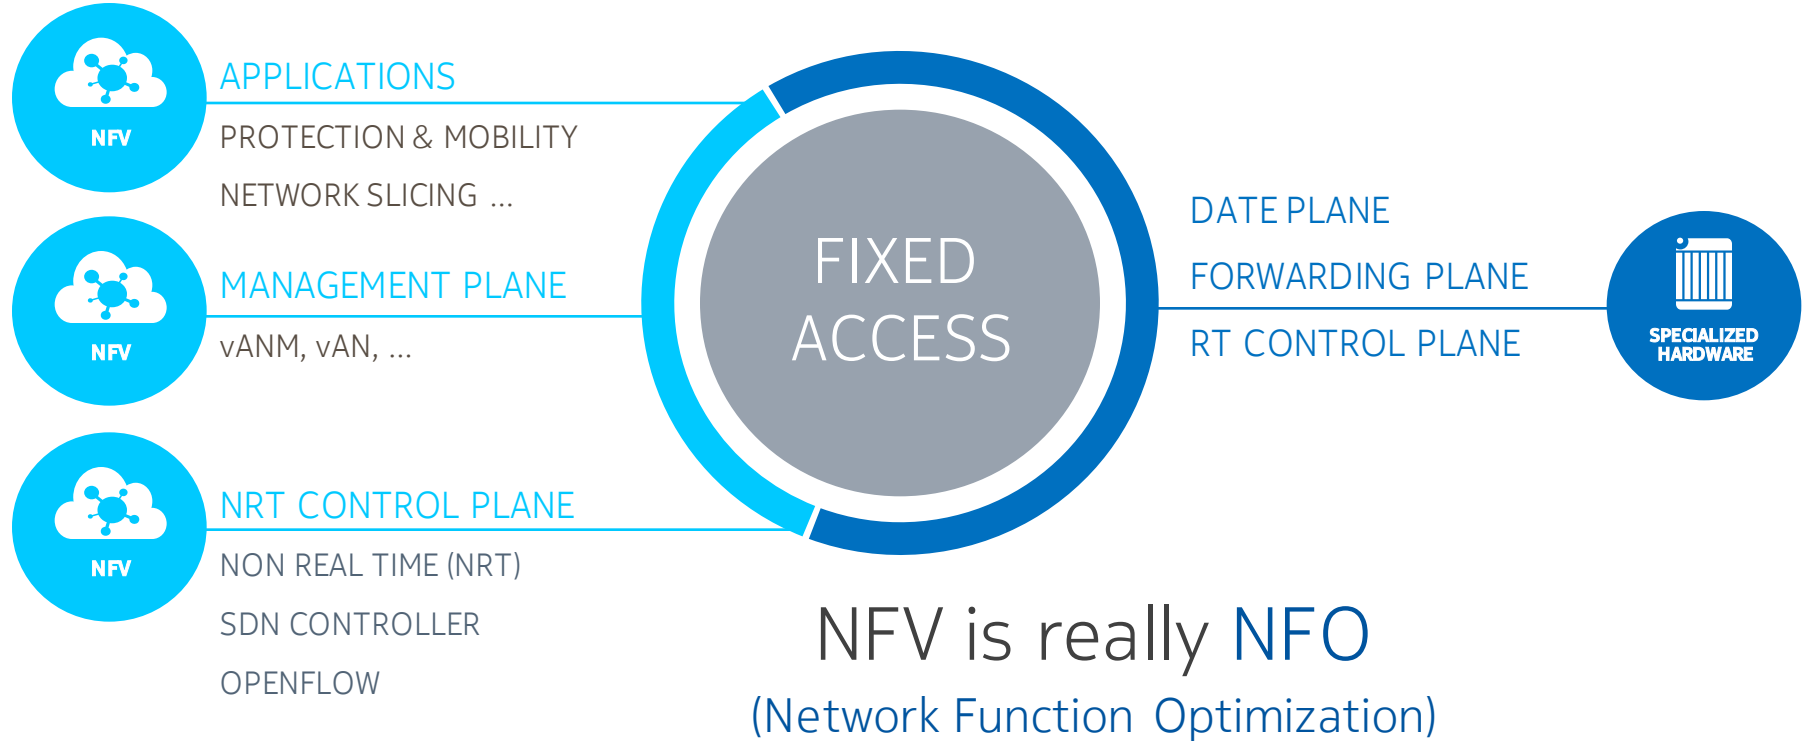 NFV
APPLICATIONS
PROTECTION & MOBILITY
NETWORK SLICING ...
NFV
MANAGEMENT PLANE
vANM, vAN, ...
NFV
NRT CONTROL PLANE
NON REAL TIME (NRT)
SDN CONTROLLER
OPENFLOW
FIXED
ACCESS
DATE PLANE
FORWARDING PLANE
RT CONTROL PLANE
SPECIALIZED
HARDWARE
NFV is really NFO
(Network Function Optimization)